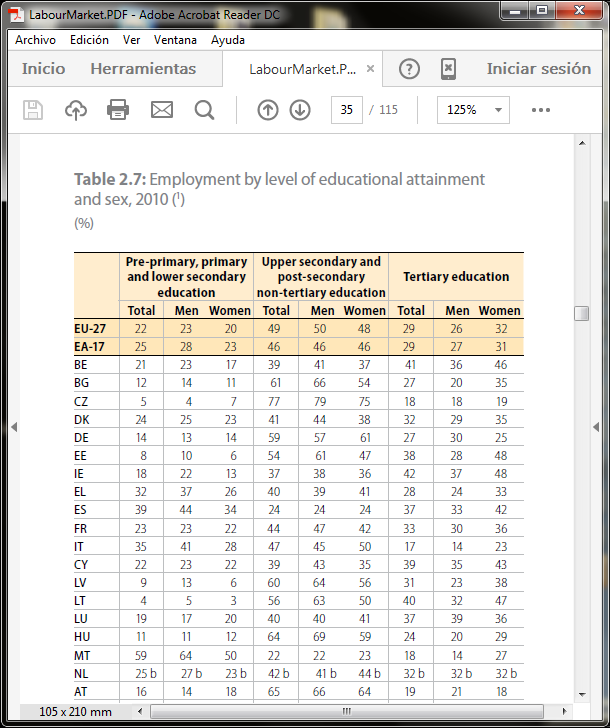 LabourMarket.PDF - Adobe Acrobat Reader DC
Archivo Edición Ver Ventana Ayuda
Inicio Herramientas LabourMarket.P... × ? Iniciar sesión
35 / 115 125%
Table 2.7: Employment by level of educational attainment
and sex, 2010 (¹)
(%)
Pre-primary, primary and lower secondary education Upper secondary and post-secondary non-tertiary education Tertiary education
Total Men Women Total Men Women Total Men Women
EU-27 22 23 20 49 50 48 29 26 32
EA-17 25 28 23 46 46 46 29 27 31
BE 21 23 17 39 41 37 41 36 46
BG 12 14 11 61 66 54 27 20 35
CZ 5 4 7 77 79 75 18 18 19
DK 24 25 23 41 44 38 32 29 35
DE 14 13 14 59 57 61 27 30 25
EE 8 10 6 54 61 47 38 28 48
IE 18 22 13 37 38 36 42 37 48
EL 32 37 26 40 39 41 28 24 33
ES 39 44 34 24 24 24 37 33 42
FR 23 23 22 44 47 42 33 30 36
IT 35 41 28 47 45 50 17 14 23
CY 22 23 22 39 43 35 39 35 43
LV 9 13 6 60 64 56 31 23 38
LT 4 5 3 56 63 50 40 32 47
LU 19 17 20 40 40 41 37 39 36
HU 11 11 12 64 69 59 24 20 29
MT 59 64 50 22 22 23 18 14 27
NL 25 b 27 b 23 b 42 b 41 b 44 b 32 b 32 b 32 b
AT 16 14 18 65 66 64 19 21 18
105 x 210 mm